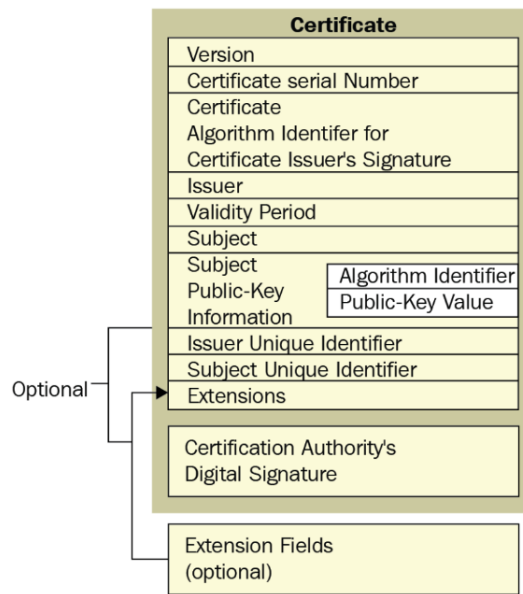 Certificate
Version
Certificate serial Number
Certificate
Algorithm Identifer for
Certificate Issuer's Signature
Issuer
Validity Period
Subject
Subject
Public-Key
Information
Algorithm Identifier
Public-Key Value
Issuer Unique Identifier
Subject Unique Identifier
Extensions
Optional
Certification Authority's
Digital Signature
Extension Fields
(optional)